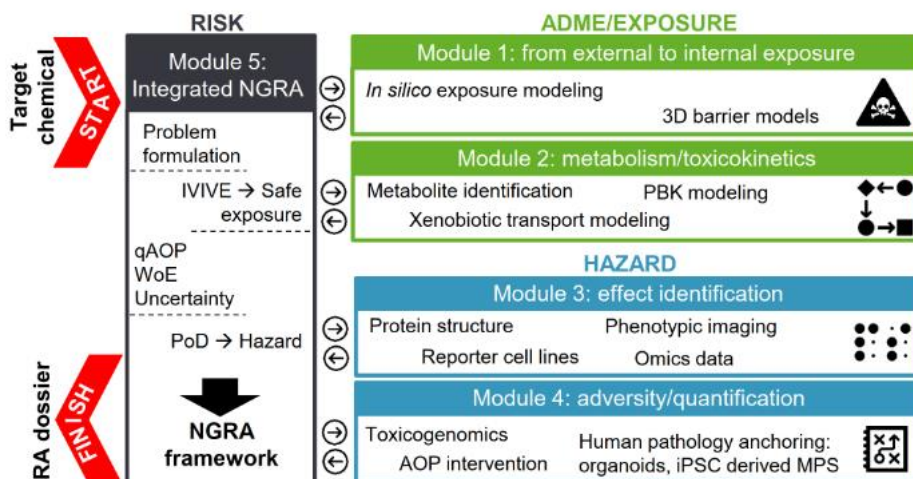 RISK
ADME/EXPOSURE
Target
chemical
START
Module 5:
Integrated NGRA
Problem
formulation
IVIVE → Safe
exposure
qAOP
WoE
Uncertainty
PoD → Hazard
NGRA
framework
RA dossier
FINISH
Module 1: from external to internal exposure
In silico exposure modeling
3D barrier models
Module 2: metabolism/toxicokinetics
Metabolite identification
PBK modeling
Xenobiotic transport modeling
HAZARD
Module 3: effect identification
Protein structure
Phenotypic imaging
Reporter cell lines
Omics data
Module 4: adversity/quantification
Toxicogenomics
AOP intervention
Human pathology anchoring:
organoids, iPSC derived MPS